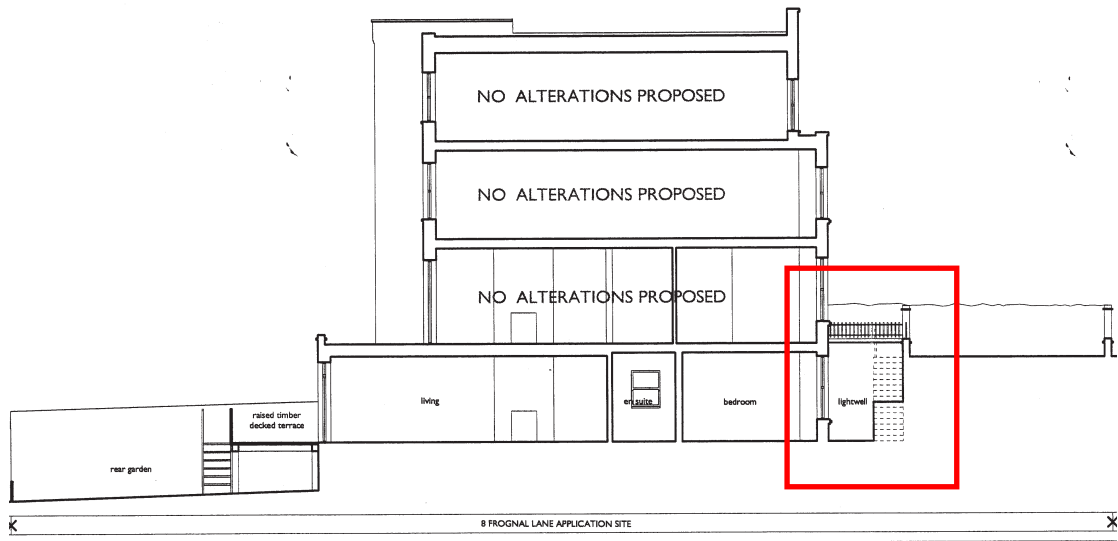 NO ALTERATIONS PROPOSED
NO ALTERATIONS PROPOSED
NO ALTERATIONS PROPOSED
living
en suite
bedroom
lightwell
raised timber
decked terrace
rear garden
8 FROGNAL LANE APPLICATION SITE